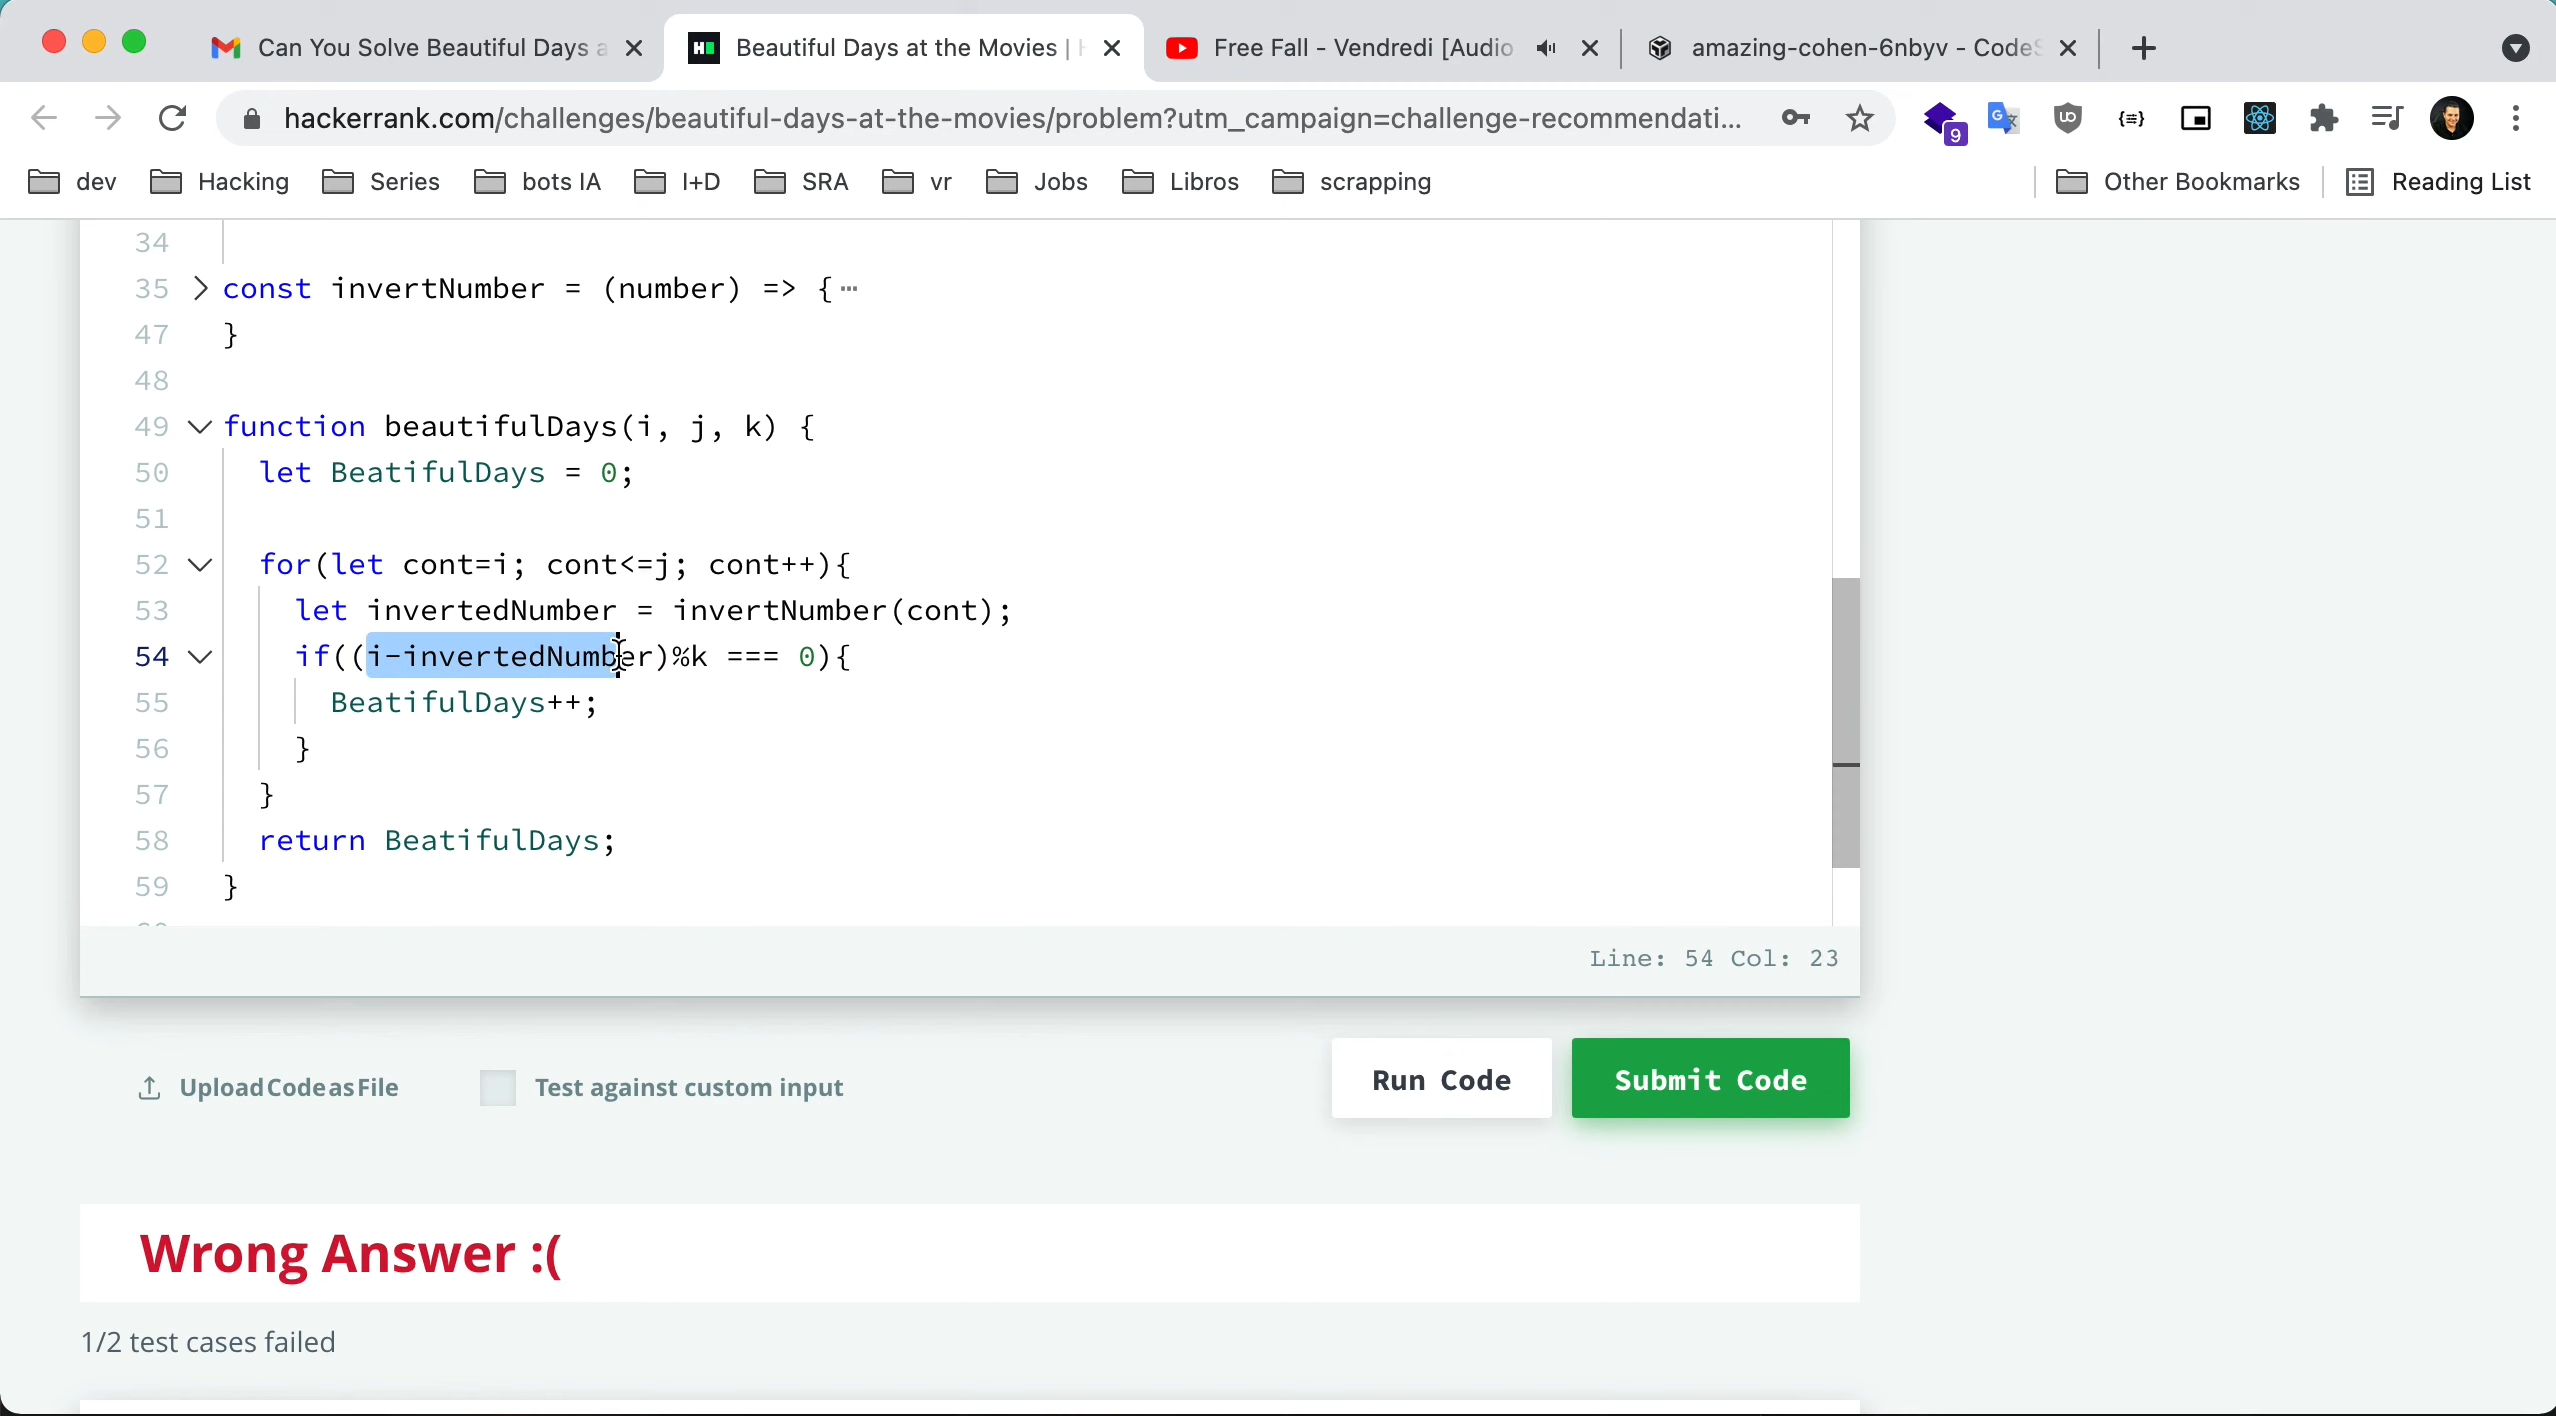 Can You Solve Beautiful Days a
Beautiful Days at the Movies | H
Free Fall - Vendredi [Audio
amazing-cohen-6nbyv - CodeS
hackerrank.com/challenges/beautiful-days-at-the-movies/problem?utm_campaign=challenge-recommendati...
9
dev
Hacking
Series
bots IA
I+D
SRA
vr
Jobs
Libros
scrapping
Other Bookmarks
Reading List
34
35 const invertNumber = (number) => {⋯
47 }
48
49 function beautifulDays(i, j, k) {
50 let BeatifulDays = 0;
51
52 for(let cont=i; cont<=j; cont++){
53 let invertedNumber = invertNumber(cont);
54 if((i-invertedNumber)%k === 0){
55 BeatifulDays++;
56 }
57 }
58 return BeatifulDays;
59 }
Line: 54 Col: 23
Upload Code as File
Test against custom input
Run Code
Submit Code
Wrong Answer :(
1/2 test cases failed